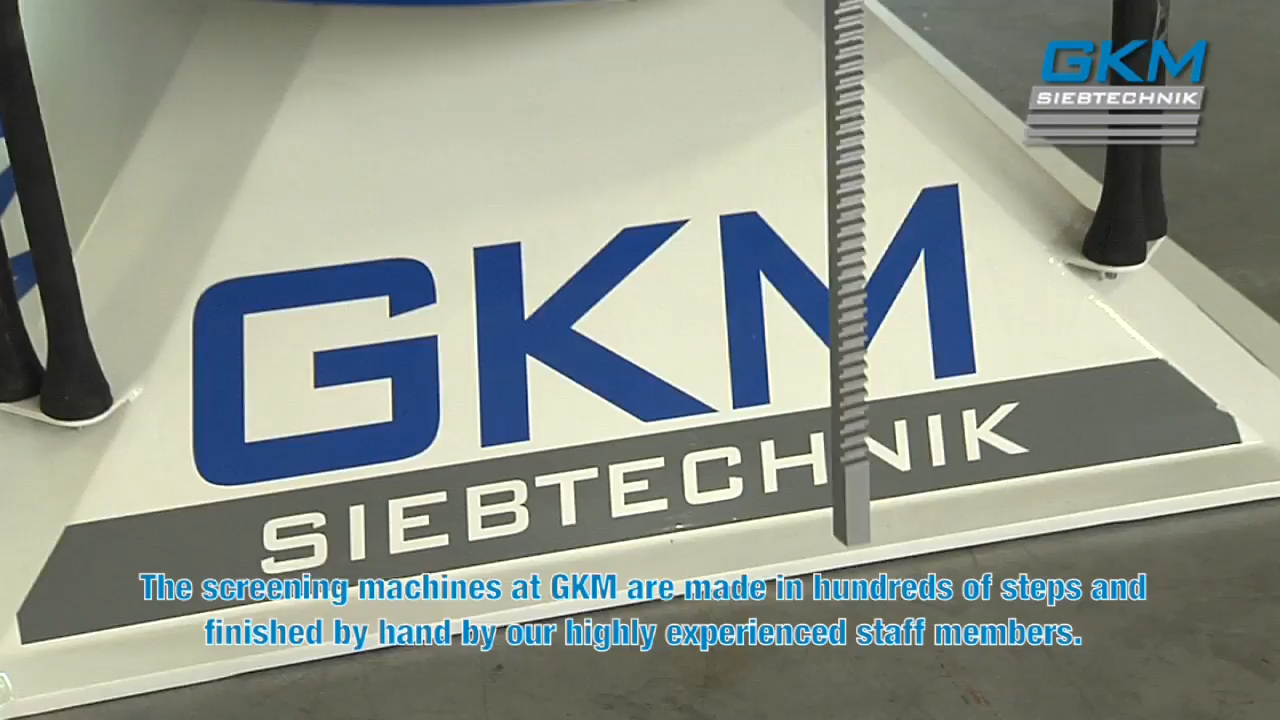 GKM
SIEBTECHNIK
GKM
SIEBTECHNIK
The screening machines at GKM are made in hundreds of steps and
finished by hand by our highly experienced staff members.